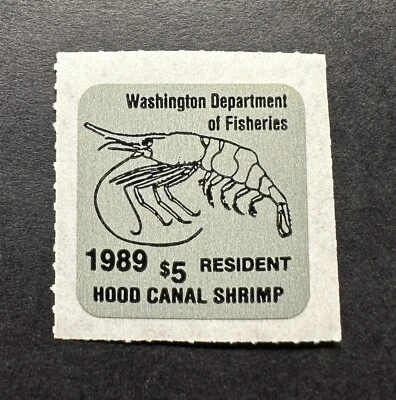 Washington Department
of Fisheries
1989 $5 RESIDENT
HOOD CANAL SHRIMP